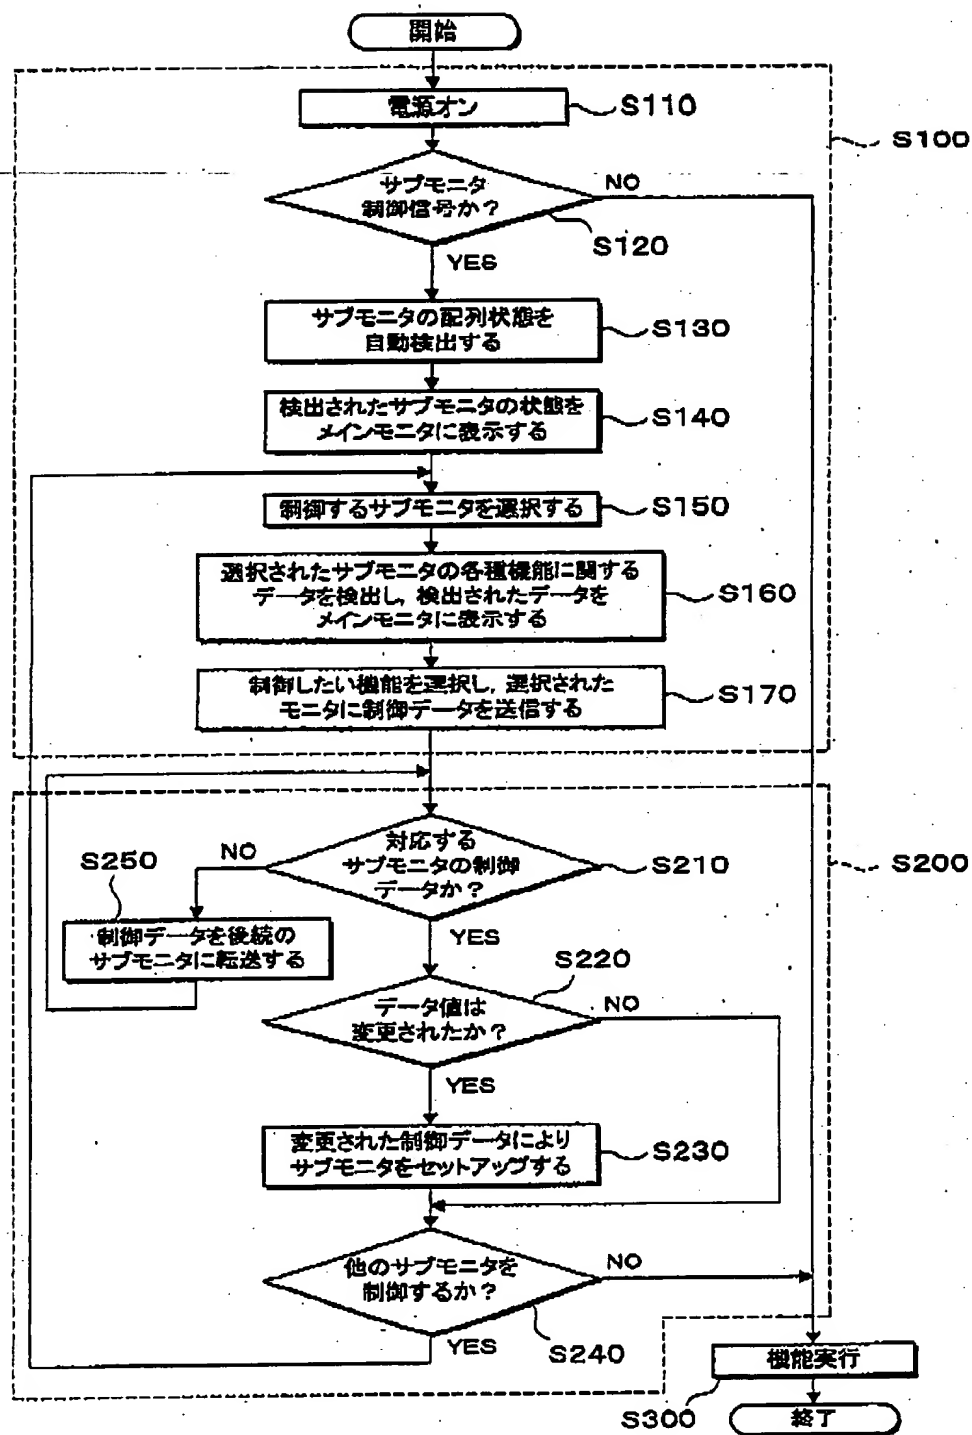 開始
電源オン
S110
S100
サブモニタ
制御信号か？
NO
S120
YES
サブモニタの配列状態を
自動検出する
S130
検出されたサブモニタの状態を
メインモニタに表示する
S140
制御するサブモニタを選択する
S150
選択されたサブモニタの各種機能に関する
データを検出し，検出されたデータを
メインモニタに表示する
S160
制御したい機能を選択し，選択された
モニタに制御データを送信する
S170
対応する
サブモニタの制御
データか？
NO
S210
S200
S250
制御データを後続の
サブモニタに転送する
YES
S220
データ値は
変更されたか？
NO
YES
変更された制御データにより
サブモニタをセットアップする
S230
他のサブモニタを
制御するか？
NO
YES
S240
機能実行
S300
終了